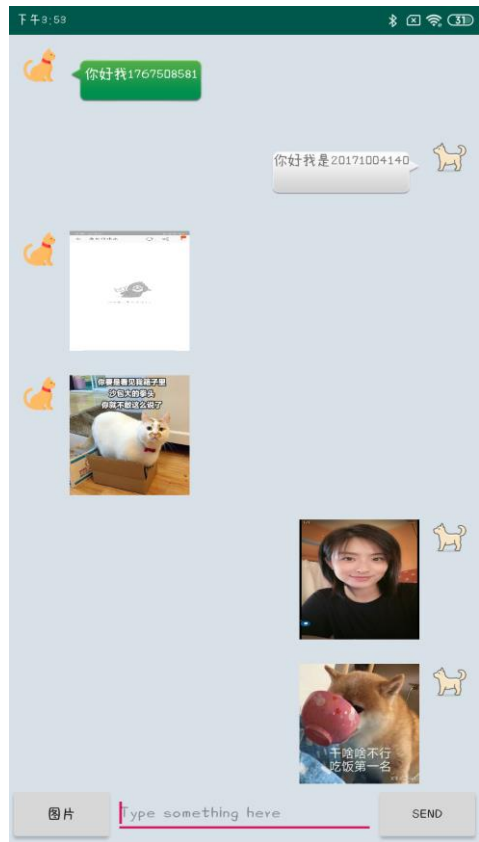 下午3:59
31
你好我1767508581
你好我是20171004140
你要是看见我箱子里
沙包大的拳头
你就不敢这么说了
干啥啥不行
吃饭第一名
图片
Type something here
SEND